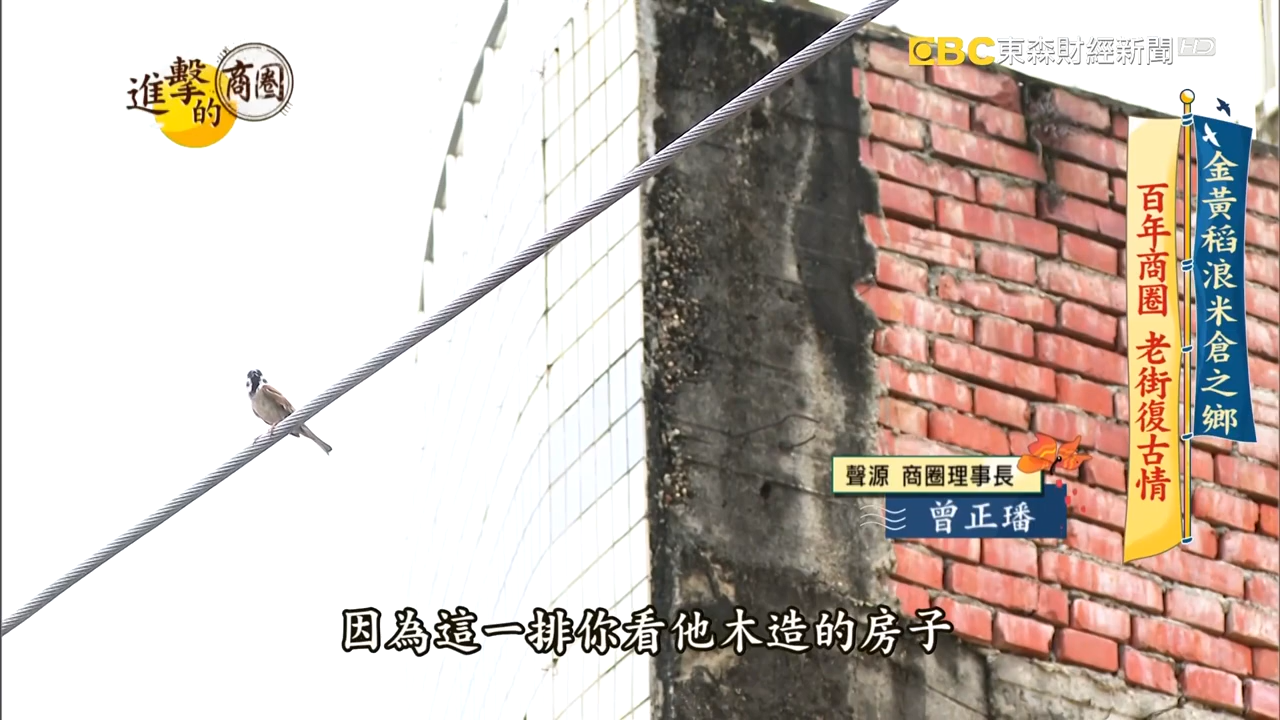 進擊的商圈
EBC東森財經新聞HD
金黃稻浪米倉之鄉
百年商圈 老街復古情
聲源 商圈理事長
曾正璠
因為這一排你看他木造的房子